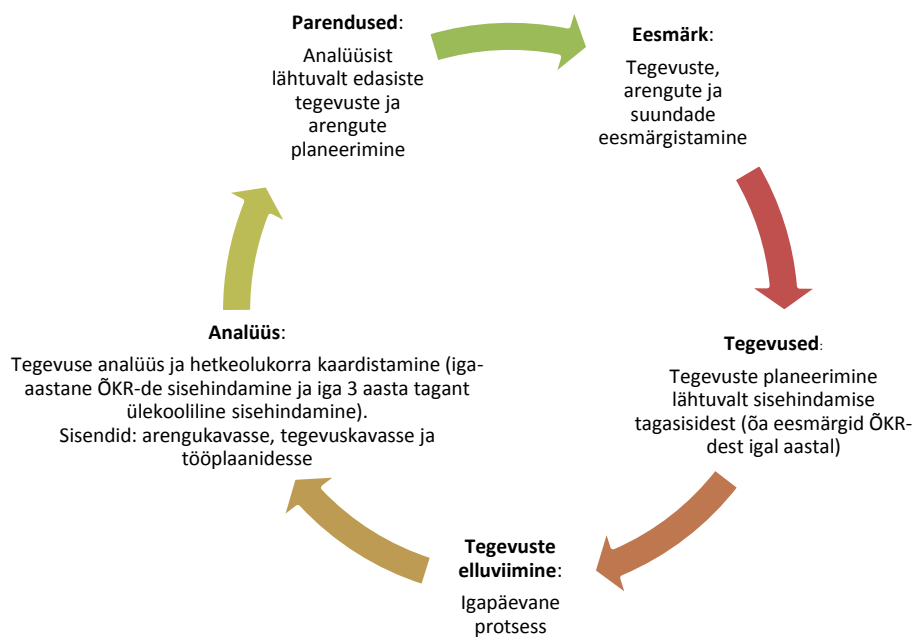 Parendused:
Analüüsist
lähtuvalt edasiste
tegevuste ja
arengute
planeerimine
Eesmärk:
Tegevuste,
arengute ja
suundade
eesmärgistamine
Tegevused:
Tegevuste planeerimine
lähtuvalt sisehindamise
tagasisidest (õa eesmärgid ÕKR-
dest igal aastal)
Tegevuste
elluviimine:
Igapäevane
protsess
Analüüs:
Tegevuse analüüs ja hetkeolukorra kaardistamine (iga-
aastane ÕKR-de sisehindamine ja iga 3 aasta tagant
ülekooliline sisehindamine).
Sisendid: arengukavasse, tegevuskavasse ja
tööplaanidesse